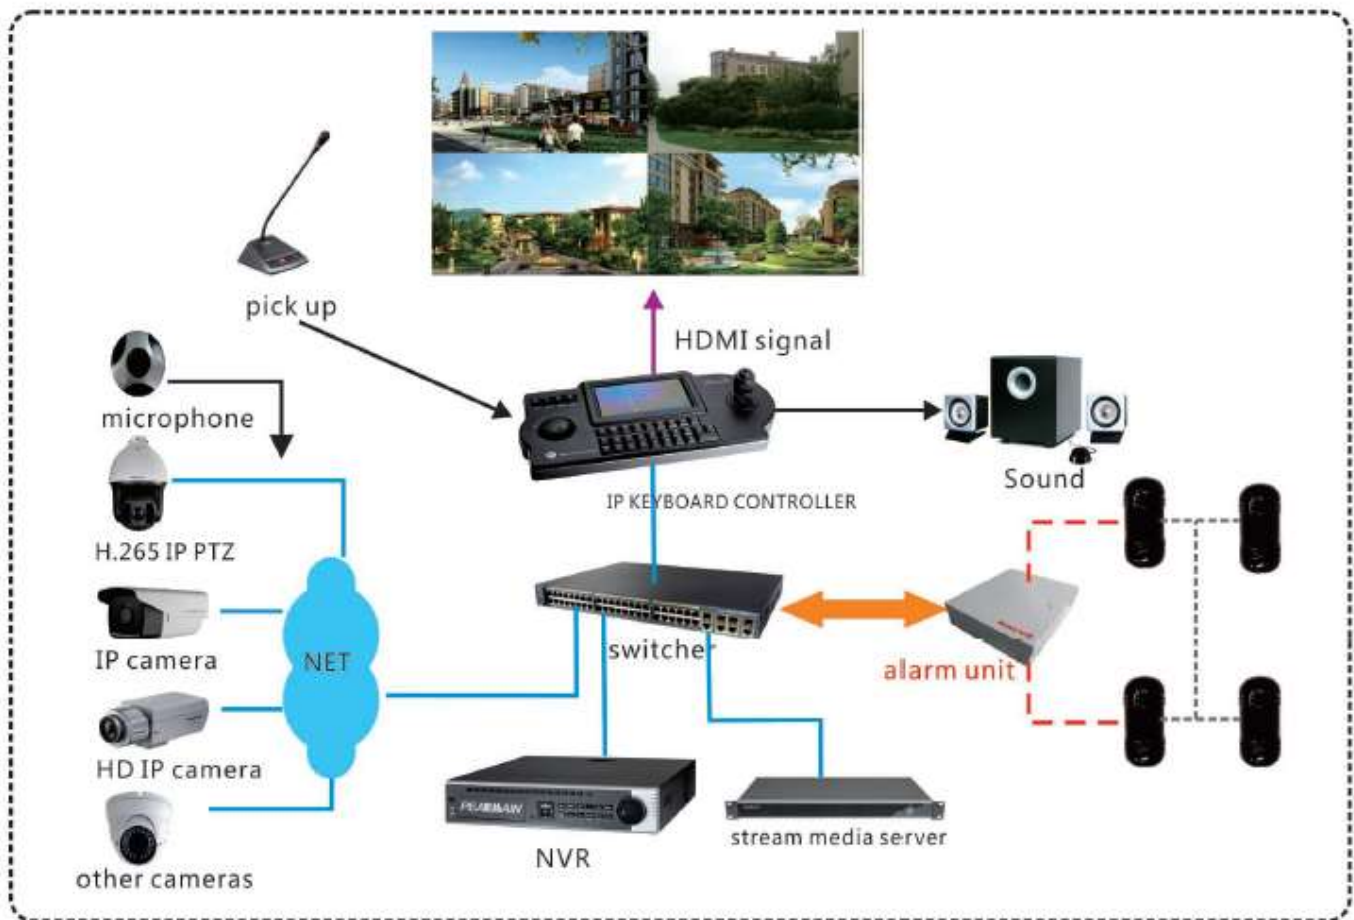 pick up
HDMI signal
microphone
IP KEYBOARD CONTROLLER
Sound
H.265 IP PTZ
IP camera
NET
switcher
alarm unit
HD IP camera
PEARMAIN
NVR
stream media server
other cameras